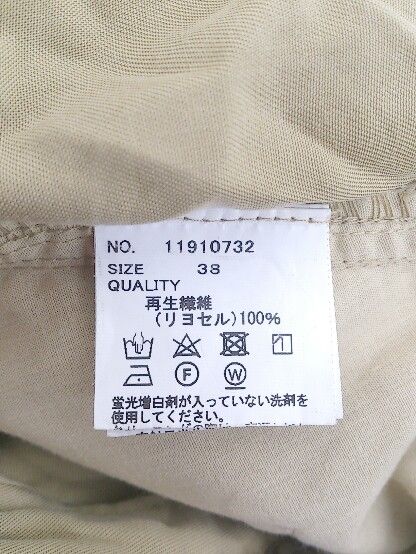 NO. 11910732
SIZE 38
QUALITY
再生繊維
(リヨセル)100%
F W
蛍光増白剤が入っていない洗剤を
使用してください。